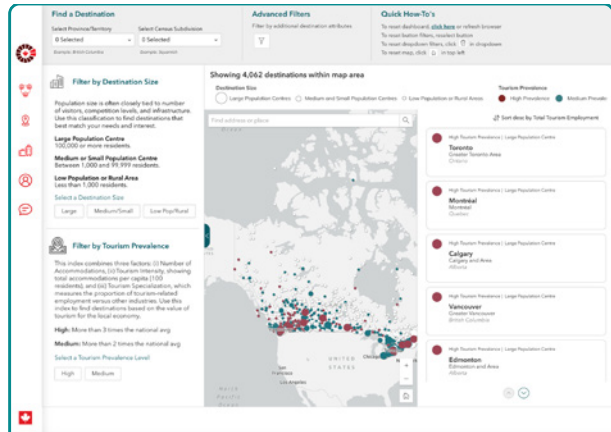 Find a Destination
Select Province/Territory
Select Census Subdivision
0 Selected
0 Selected
Example: British Columbia
Example: Squamish
Advanced Filters
Filter by additional destination attributes
Quick How-To's
To reset dashboard, click here or refresh browser
To reset button filters, reselect button
To reset dropdown filters, click in dropdown
To reset map, click in top left
Filter by Destination Size
Population size is often closely tied to number
of visitors, competition level, and infrastructure.
Use this classification to find destinations that
best match your needs and interest.
Large Population Centre
100,000 or more residents.
Medium or Small Population Centre
Between 1,000 and 99,999 residents.
Low Population or Rural Area
Less than 1,000 residents.
Select a Destination Size
Large
Medium/Small
Low Pop/Rural
Filter by Tourism Prevalence
This index combines three factors: (i) Number of
Accommodations, (ii) Tourism Intensity, showing
total accommodations per capita (100
residents), and (iii) Tourism Specialization, which
measures the proportion of tourism-related
employment versus other industries. Use this
index to find destinations based on the value of
tourism for the local economy.
High: More than 3 times the national avg
Medium: More than 2 times the national avg
Select a Tourism Prevalence Level
High
Medium
Showing 4,062 destinations within map area
Destination Size
Large Population Centres
Medium and Small Population Centres
Low Population or Rural Areas
Tourism Prevalence
High Prevalence
Medium Prevalen
Find address or place
Ocean
CANADA
UNITED
STATES
San
Francisco
Los Angeles
Chicago
North
Pacific
Ocean
Sort desc by Total Tourism Employment
High Tourism Prevalence | Large Population Centre
Toronto
Greater Toronto Area
Ontario
High Tourism Prevalence | Large Population Centre
Montréal
Montreal
Quebec
High Tourism Prevalence | Large Population Centre
Calgary
Calgary and Area
Alberta
High Tourism Prevalence | Large Population Centre
Vancouver
Greater Vancouver
British Columbia
High Tourism Prevalence | Large Population Centre
Edmonton
Edmonton and Area
Alberta